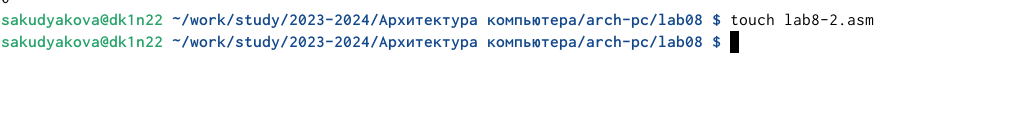 sakudyakova@dk1n22 ~/work/study/2023-2024/Архитектура компьютера/arch-pc/lab08 $ touch lab8-2.asm
sakudyakova@dk1n22 ~/work/study/2023-2024/Архитектура компьютера/arch-pc/lab08 $